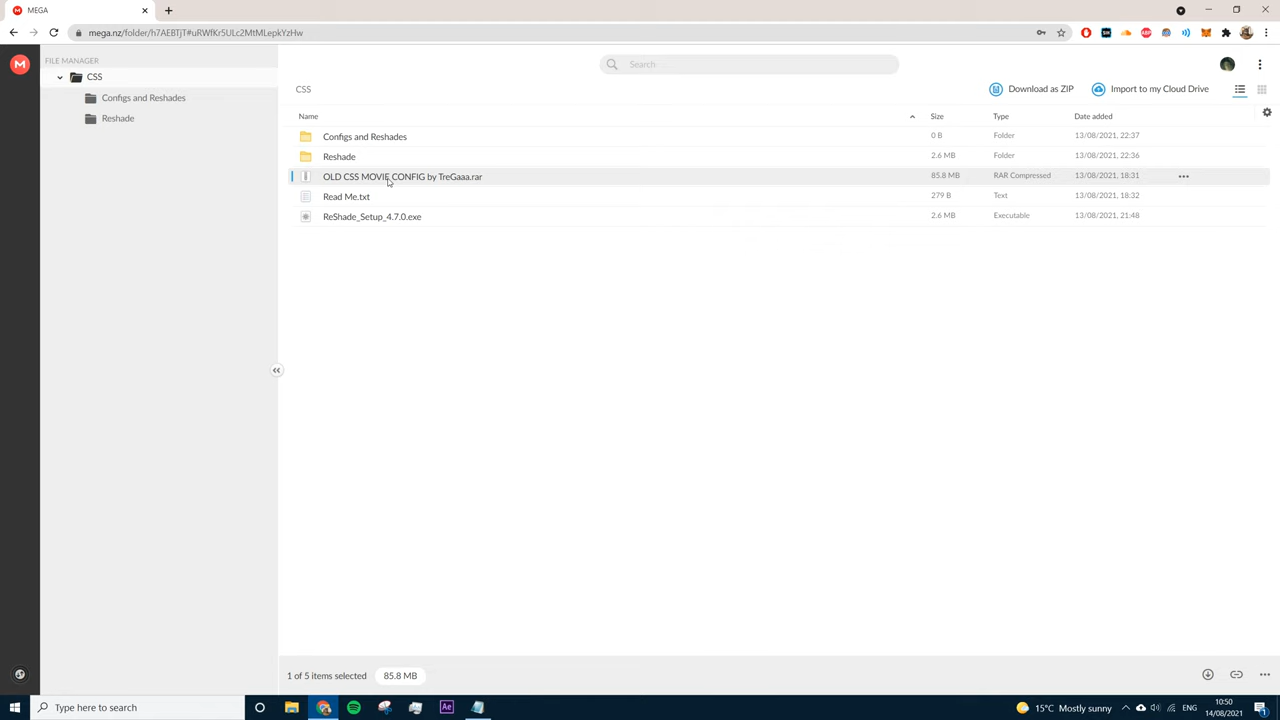 MEGA
mega.nz/folder/h7AEBTjT#uRWfKr5ULc2MtMLepkYzHw
FILE MANAGER
CSS
Configs and Reshades
Reshade
Search...
CSS
Download as ZIP
Import to my Cloud Drive
Name
Size
Type
Date added
Configs and Reshades
0 B
Folder
13/08/2021, 22:37
Reshade
2.6 MB
Folder
13/08/2021, 22:36
OLD CSS MOVIE CONFIG by TreGaaa.rar
85.8 MB
RAR Compressed
13/08/2021, 18:31
Read Me.txt
279 B
Text
13/08/2021, 18:32
ReShade_Setup_4.7.0.exe
2.6 MB
Executable
13/08/2021, 21:48
1 of 5 items selected
85.8 MB
Type here to search
Ae
15°C Mostly sunny
ENG
10:50
14/08/2021